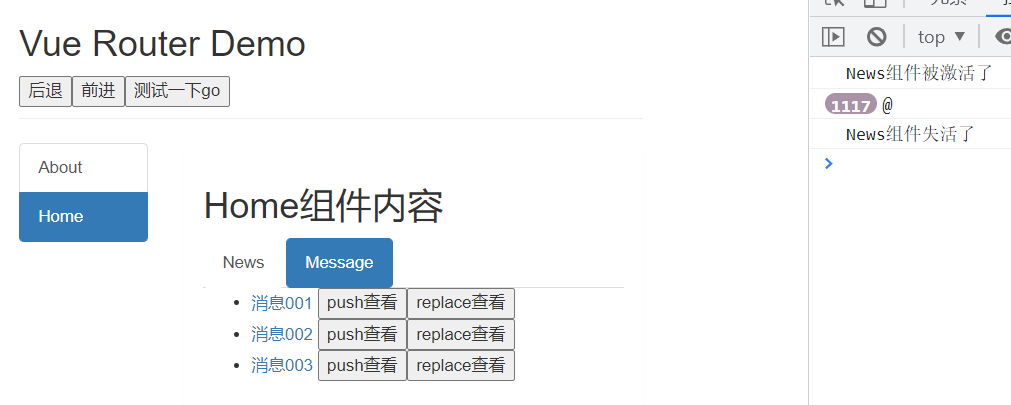 Vue Router Demo
后退 前进 测试一下go
About
Home
Home组件内容
News Message
消息001 push查看 replace查看
消息002 push查看 replace查看
消息003 push查看 replace查看
top
News组件被激活了
1117 @
News组件失活了